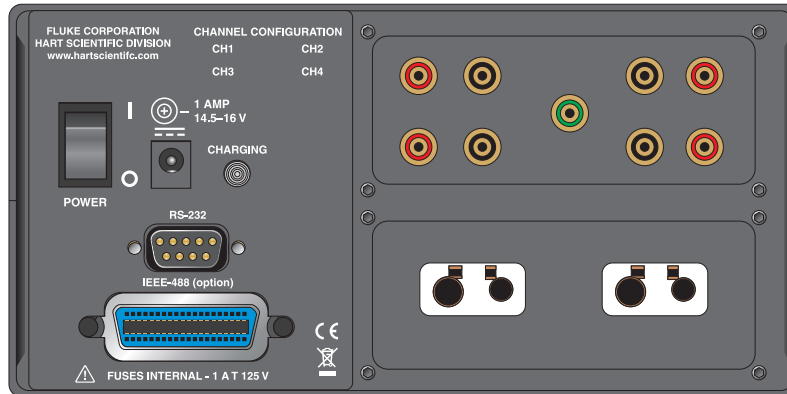 FLUKE CORPORATION
HART SCIENTIFIC DIVISION
www.hartscientifc.com
CHANNEL CONFIGURATION
CH1 CH2
CH3 CH4
I
1 AMP
14.5–16 V
CHARGING
O
POWER
RS-232
IEEE-488 (option)
CE
FUSES INTERNAL - 1 A T 125 V